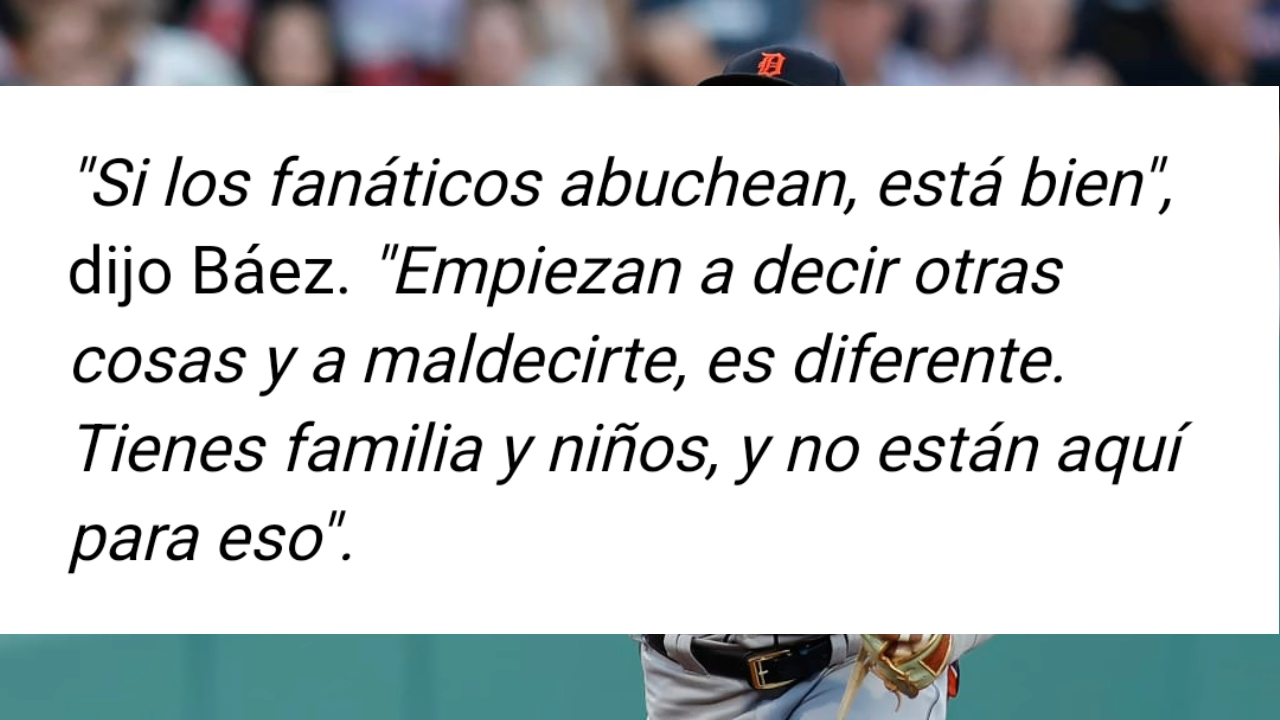 D
"Si los fanáticos abuchean, está bien",
dijo Báez. "Empiezan a decir otras
cosas y a maldecirte, es diferente.
Tienes familia y niños, y no están aquí
para eso".